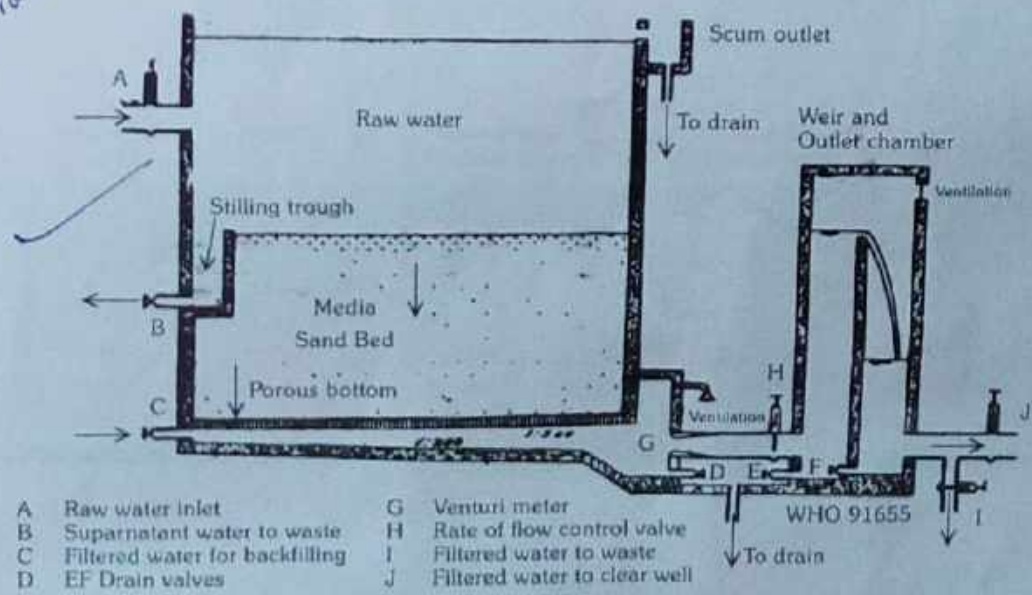 Scum outlet
A
Raw water
To drain
Weir and
Outlet chamber
Ventilation
Stilling trough
B
Media
Sand Bed
H
Porous bottom
J
C
Ventilation
G
D
E
F
WHO 91655
I
To drain
A Raw water inlet
B Suparnatant water to waste
C Filtered water for backfilling
D EF Drain valves
G Venturi meter
H Rate of flow control valve
I Filtered water to waste
J Filtered water to clear well